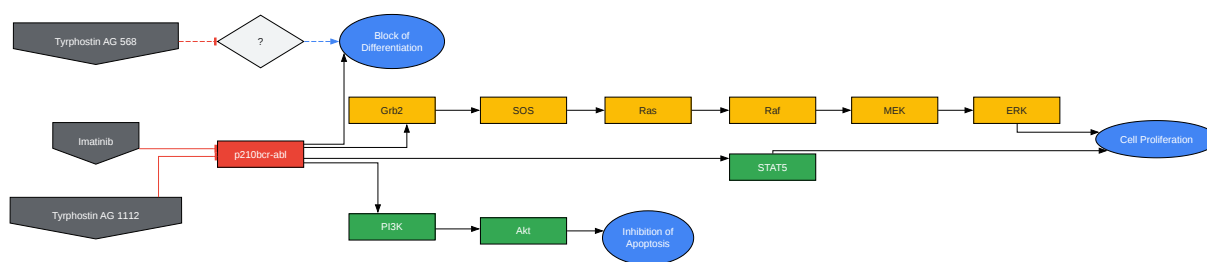 Tyrphostin AG 568
?
Block of
Differentiation
Grb2
SOS
Ras
Raf
MEK
ERK
Imatinib
p210bcr-abl
Cell Proliferation
STAT5
Tyrphostin AG 1112
PI3K
Akt
Inhibition of
Apoptosis